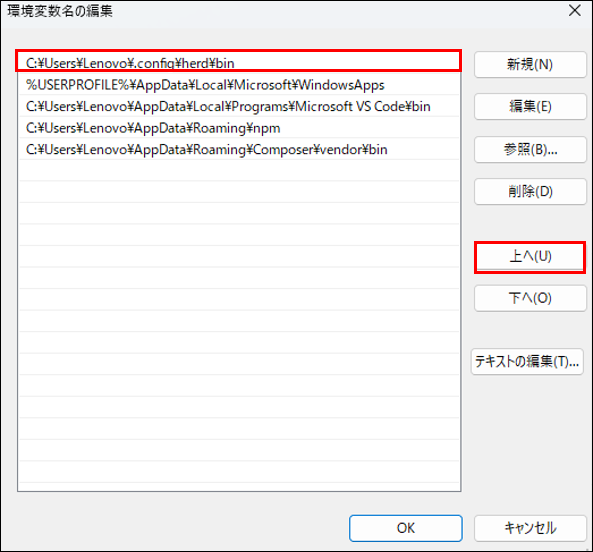 環境変数名の編集
C:¥Users¥Lenovo¥.config¥herd¥bin
%USERPROFILE%¥AppData¥Local¥Microsoft¥WindowsApps
C:¥Users¥Lenovo¥AppData¥Local¥Programs¥Microsoft VS Code¥bin
C:¥Users¥Lenovo¥AppData¥Roaming¥npm
C:¥Users¥Lenovo¥AppData¥Roaming¥Composer¥vendor¥bin
新規(N)
編集(E)
参照(B)...
削除(D)
上へ(U)
下へ(O)
テキストの編集(T)...
OK
キャンセル